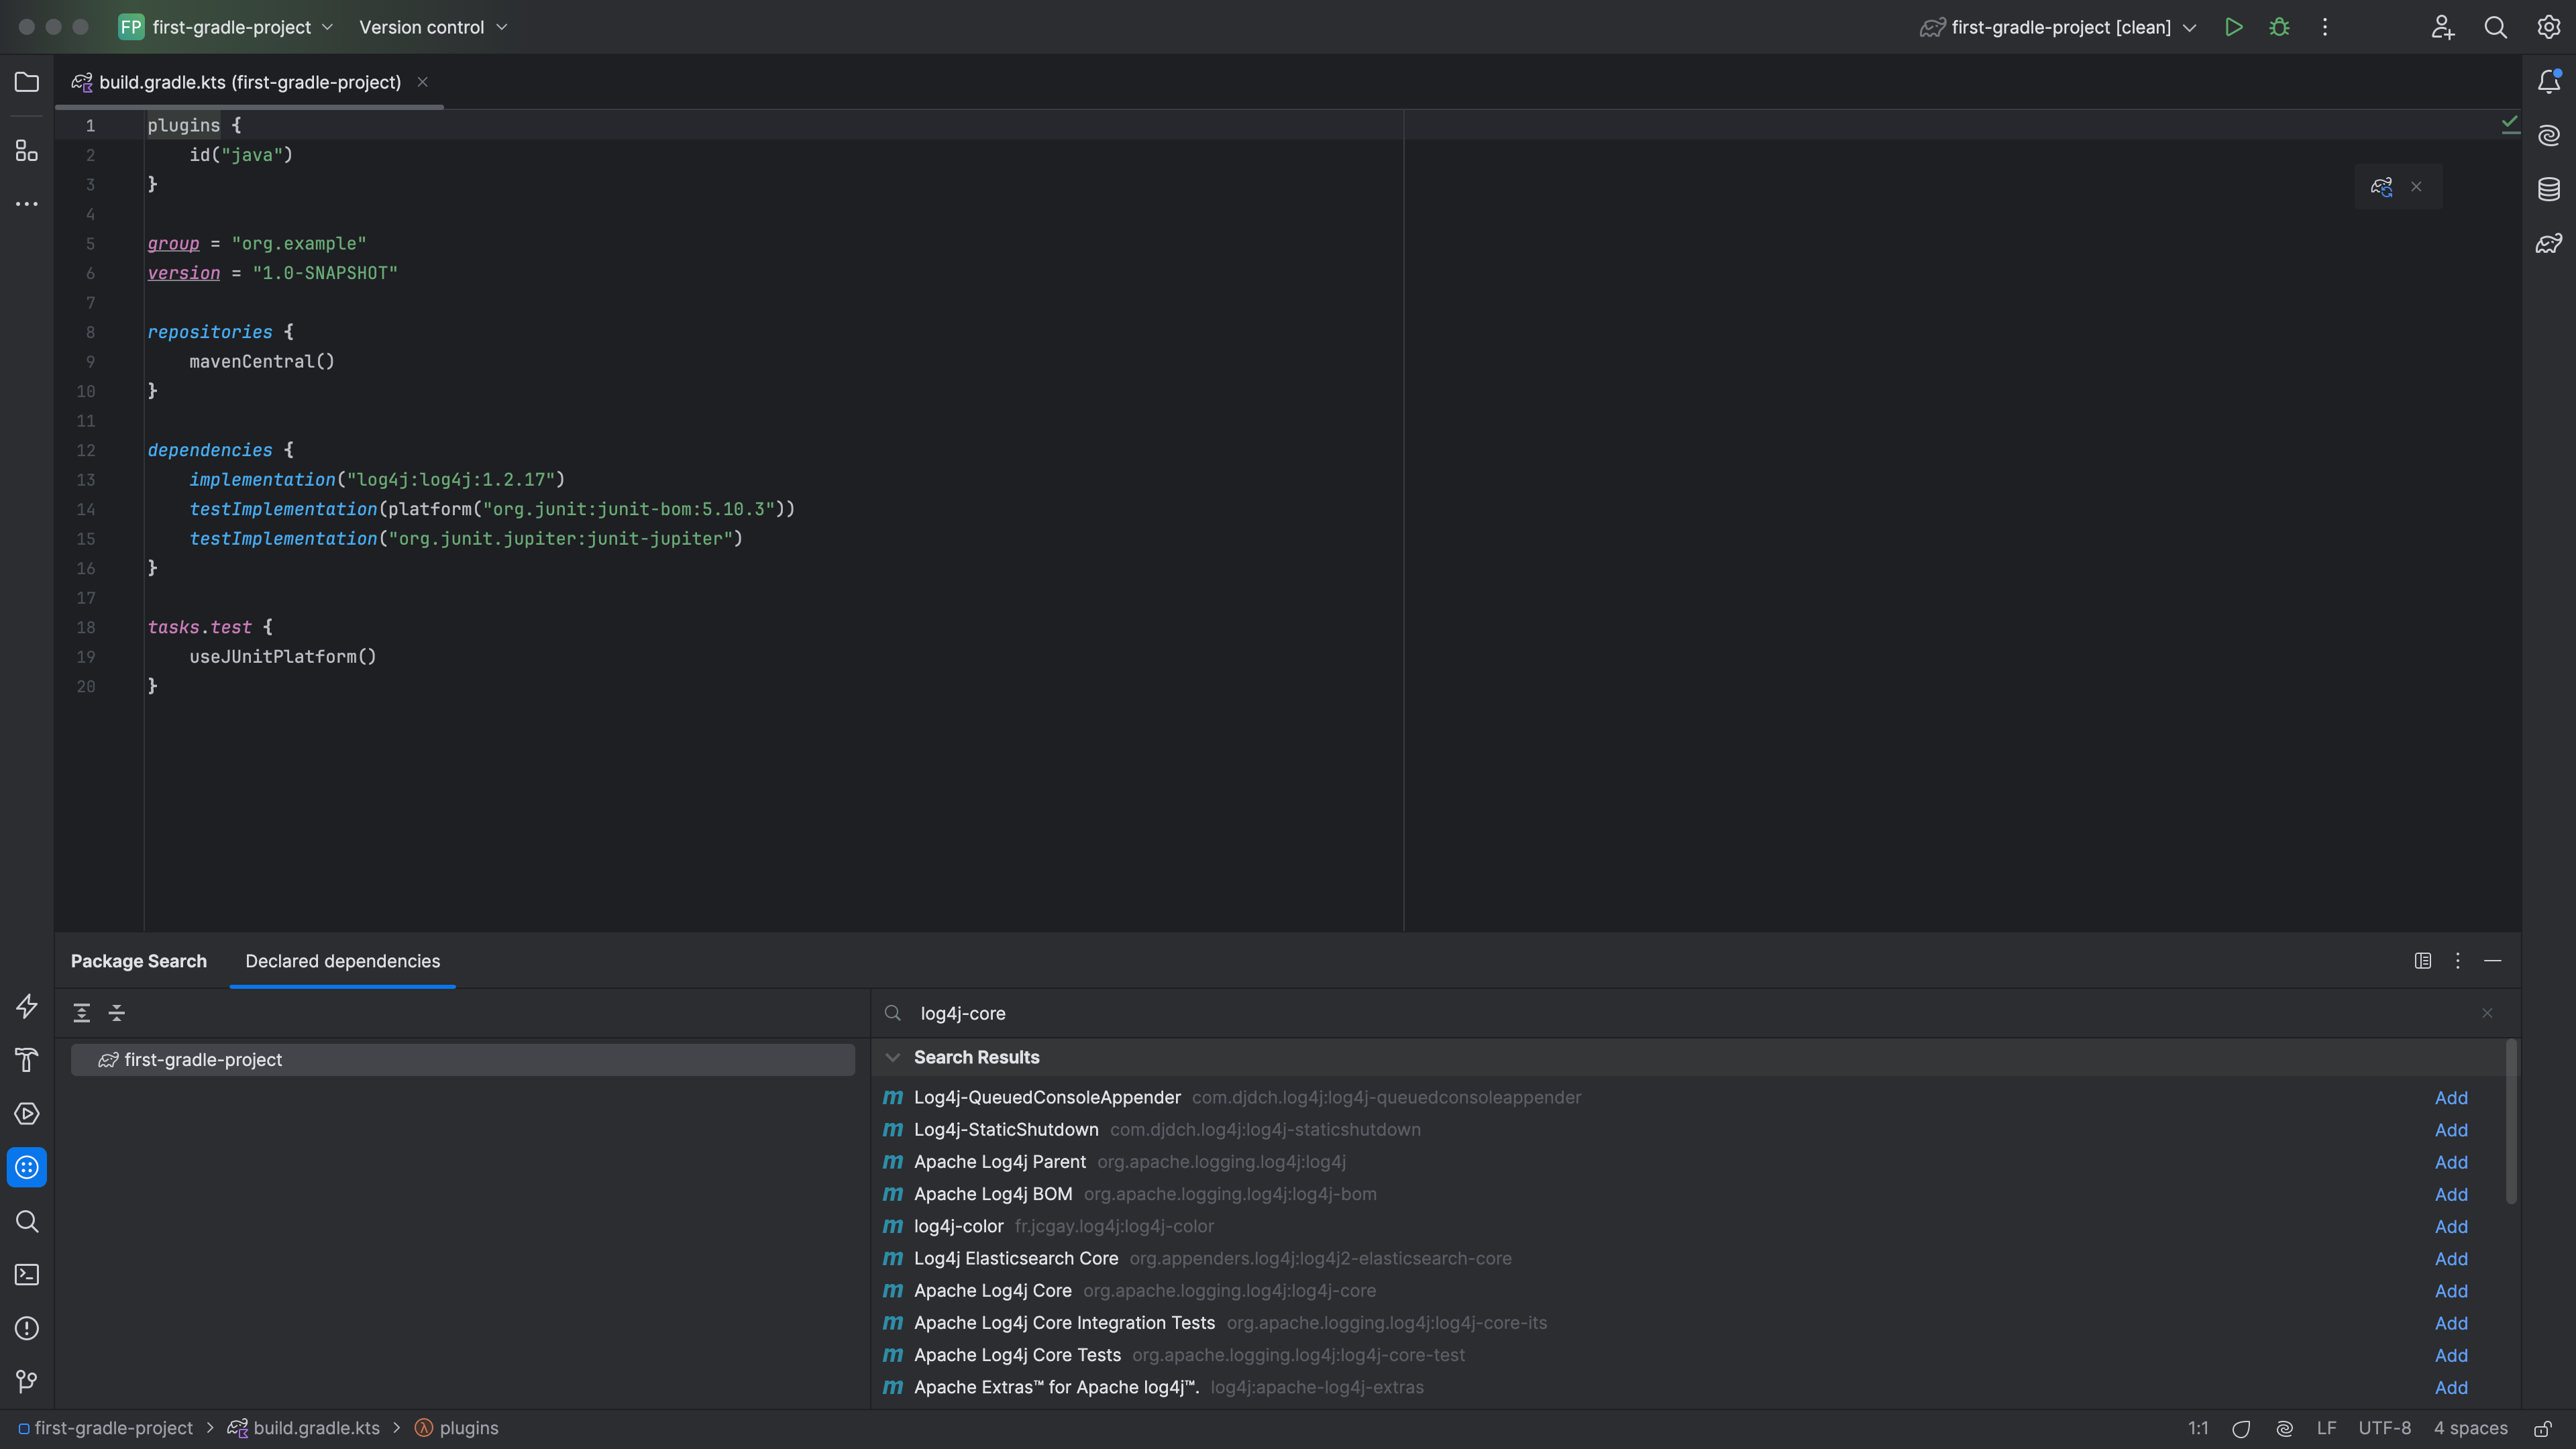 FP first-gradle-project Version control first-gradle-project [clean]
build.gradle.kts (first-gradle-project)
1 plugins {
2 id("java")
3 }
4
5 group = "org.example"
6 version = "1.0-SNAPSHOT"
7
8 repositories {
9 mavenCentral()
10 }
11
12 dependencies {
13 implementation("log4j:log4j:1.2.17")
14 testImplementation(platform("org.junit:junit-bom:5.10.3"))
15 testImplementation("org.junit.jupiter:junit-jupiter")
16 }
17
18 tasks.test {
19 useJUnitPlatform()
20 }
Package Search Declared dependencies
log4j-core
first-gradle-project
Search Results
m Log4j-QueuedConsoleAppender com.djdch.log4j:log4j-queuedconsoleappender Add
m Log4j-StaticShutdown com.djdch.log4j:log4j-staticshutdown Add
m Apache Log4j Parent org.apache.logging.log4j:log4j Add
m Apache Log4j BOM org.apache.logging.log4j:log4j-bom Add
m log4j-color fr.jcgay.log4j:log4j-color Add
m Log4j Elasticsearch Core org.appenders.log4j:log4j2-elasticsearch-core Add
m Apache Log4j Core org.apache.logging.log4j:log4j-core Add
m Apache Log4j Core Integration Tests org.apache.logging.log4j:log4j-core-its Add
m Apache Log4j Core Tests org.apache.logging.log4j:log4j-core-test Add
m Apache Extras™ for Apache log4j™. log4j:apache-log4j-extras Add
first-gradle-project > build.gradle.kts > λ plugins 1:1 LF UTF-8 4 spaces